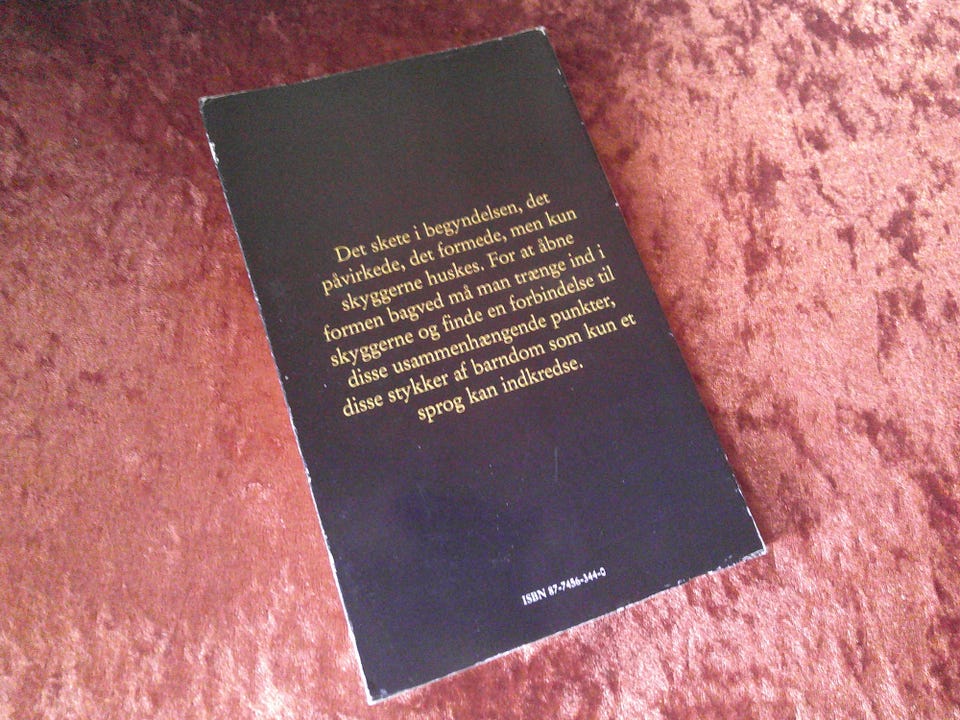 Det skete i begyndelsen, det
påvirkede, det formede, men kun
skyggerne huskes. For at åbne
formen bagved må man trænge ind i
skyggerne og finde en forbindelse til
disse usammenhængende punkter,
disse stykker af barndom som kun et
sprog kan indkredse.
ISBN 87-7456-344-0